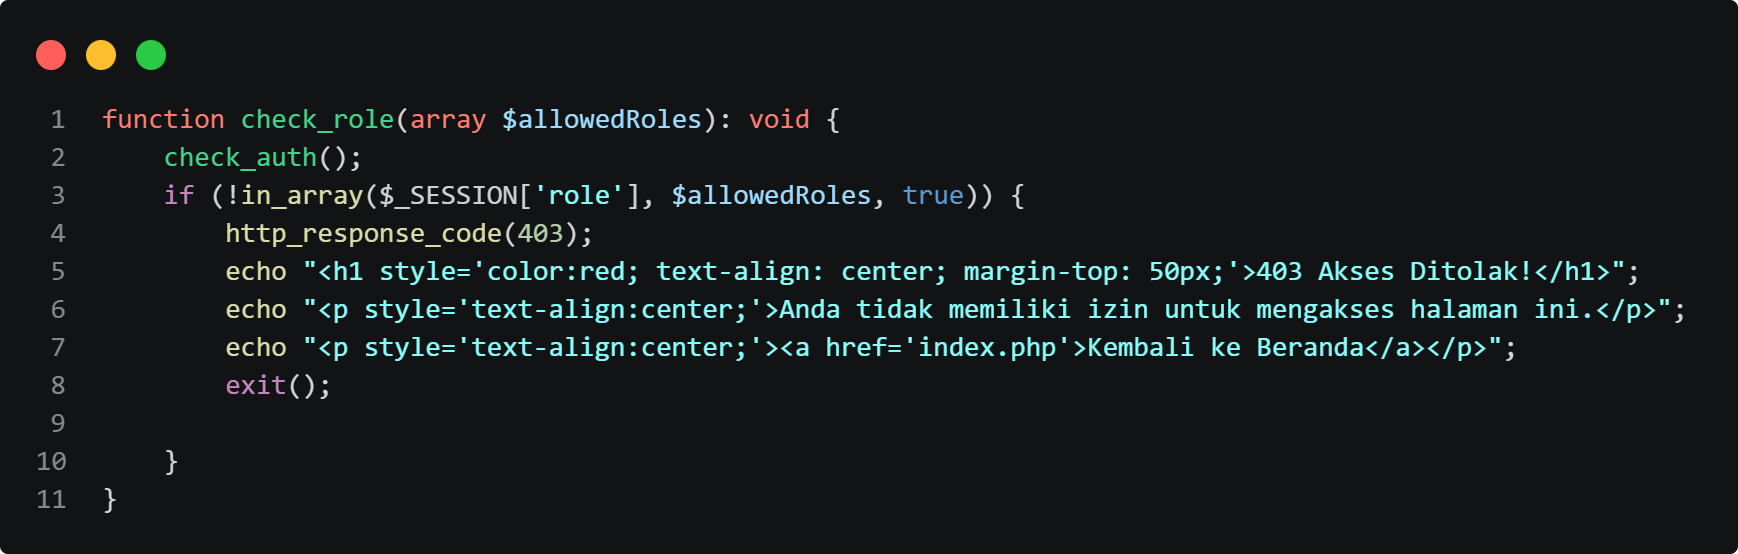 1 function check_role(array $allowedRoles): void {
2     check_auth();
3     if (!in_array($_SESSION['role'], $allowedRoles, true)) {
4         http_response_code(403);
5         echo "<h1 style='color:red; text-align: center; margin-top: 50px;'>403 Akses Ditolak!</h1>";
6         echo "<p style='text-align:center;'>Anda tidak memiliki izin untuk mengakses halaman ini.</p>";
7         echo "<p style='text-align:center;'><a href='index.php'>Kembali ke Beranda</a></p>";
8         exit();
9
10     }
11 }